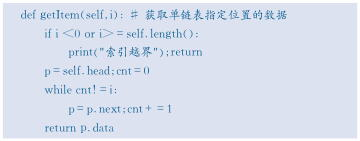 def getItem(self,i): # 获取单链表指定位置的数据
if i <0 or i>= self.length():
print("索引越界");return
p=self.head;cnt=0
while cnt!=i:
p=p.next;cnt+ =1
return p.data